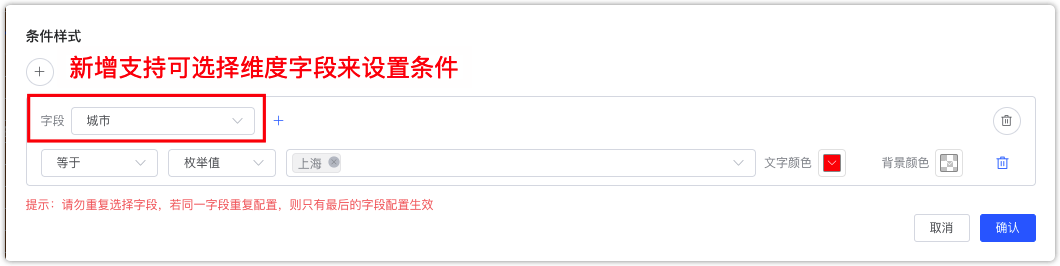 条件样式
新增支持可选择维度字段来设置条件
字段 城市
等于 枚举值 上海 文字颜色 背景颜色
提示：请勿重复选择字段，若同一字段重复配置，则只有最后的字段配置生效
取消 确认